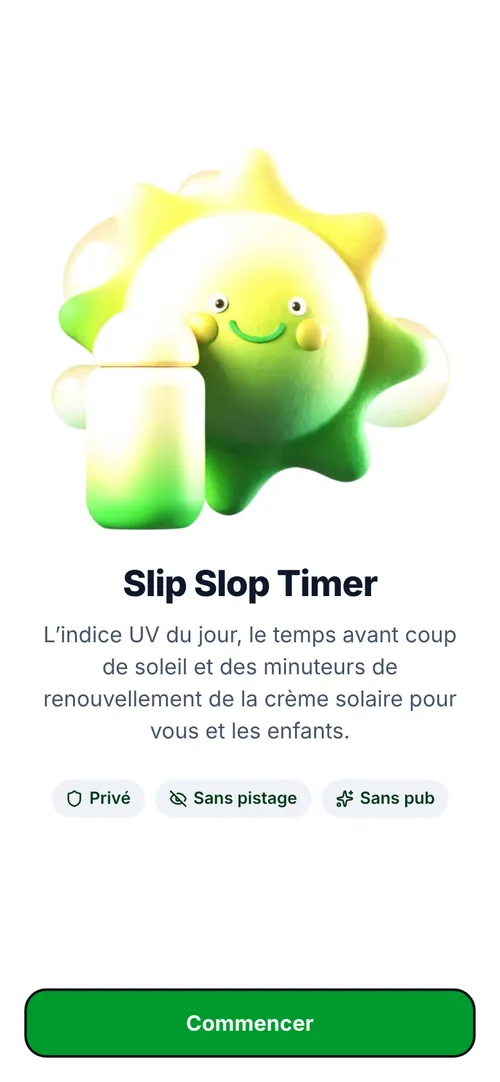 Slip Slop Timer
L’indice UV du jour, le temps avant coup
de soleil et des minuteurs de
renouvellement de la crème solaire pour
vous et les enfants.
Privé
Sans pistage
Sans pub
Commencer